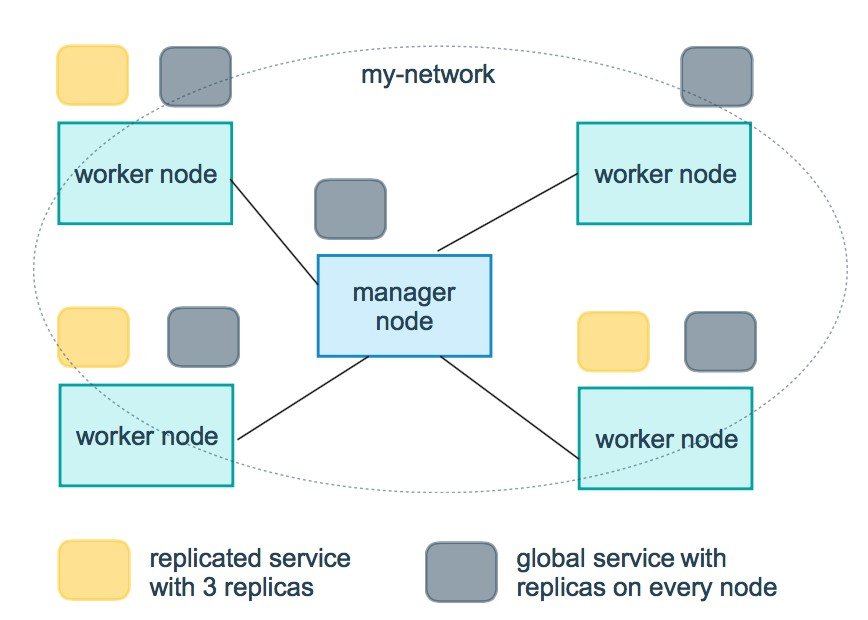 my-network
worker node
worker node
manager
node
worker node
worker node
replicated service
with 3 replicas
global service with
replicas on every node